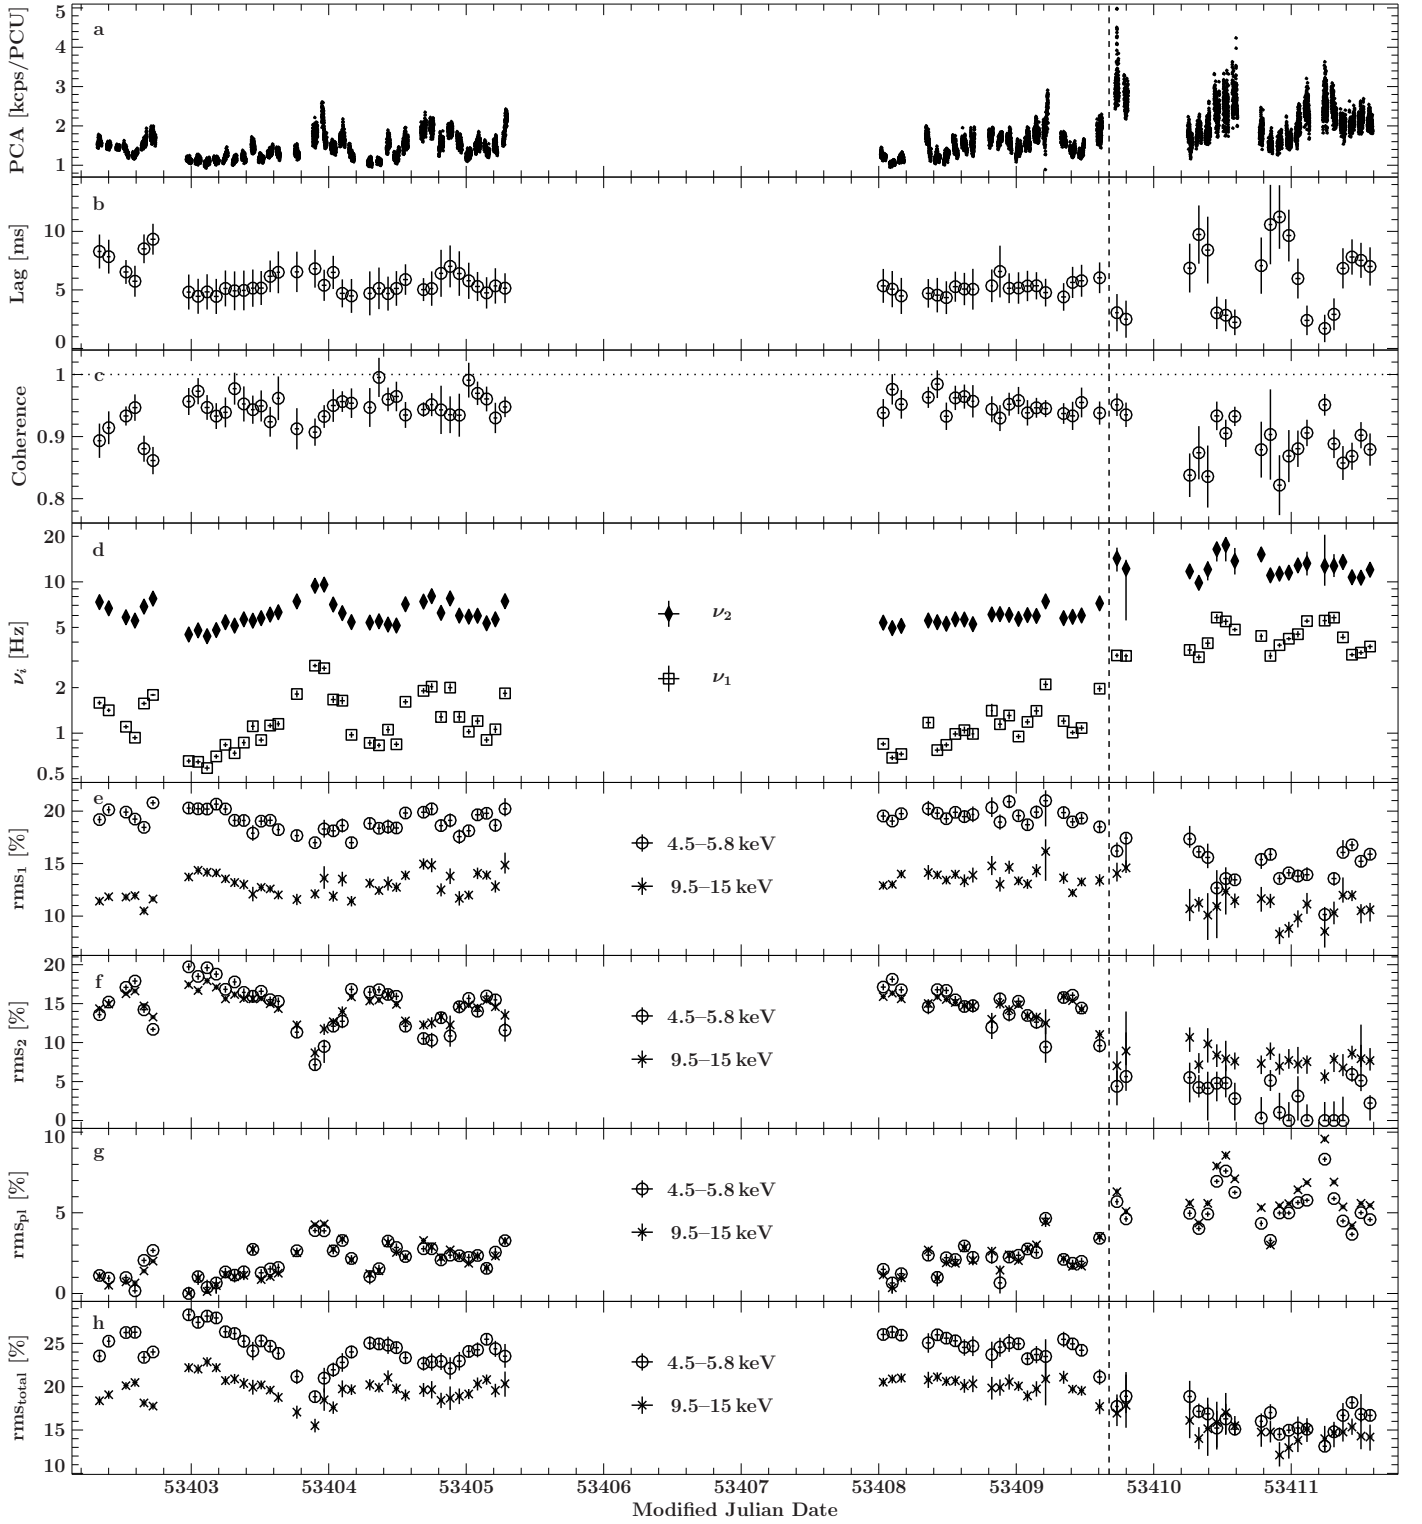 a
PCA [kcps/PCU]
5
4
3
2
1
b
Lag [ms]
10
5
0
c
Coherence
1
0.9
0.8
d
ν_i [Hz]
20
10
5
2
1
0.5
ν₂
ν₁
e
rms₁ [%]
20
15
10
4.5–5.8 keV
9.5–15 keV
f
rms₂ [%]
20
15
10
5
0
4.5–5.8 keV
9.5–15 keV
g
rms_pl [%]
10
5
0
4.5–5.8 keV
9.5–15 keV
h
rms_total [%]
25
20
15
10
4.5–5.8 keV
9.5–15 keV
53403 53404 53405 53406 53407 53408 53409 53410 53411
Modified Julian Date